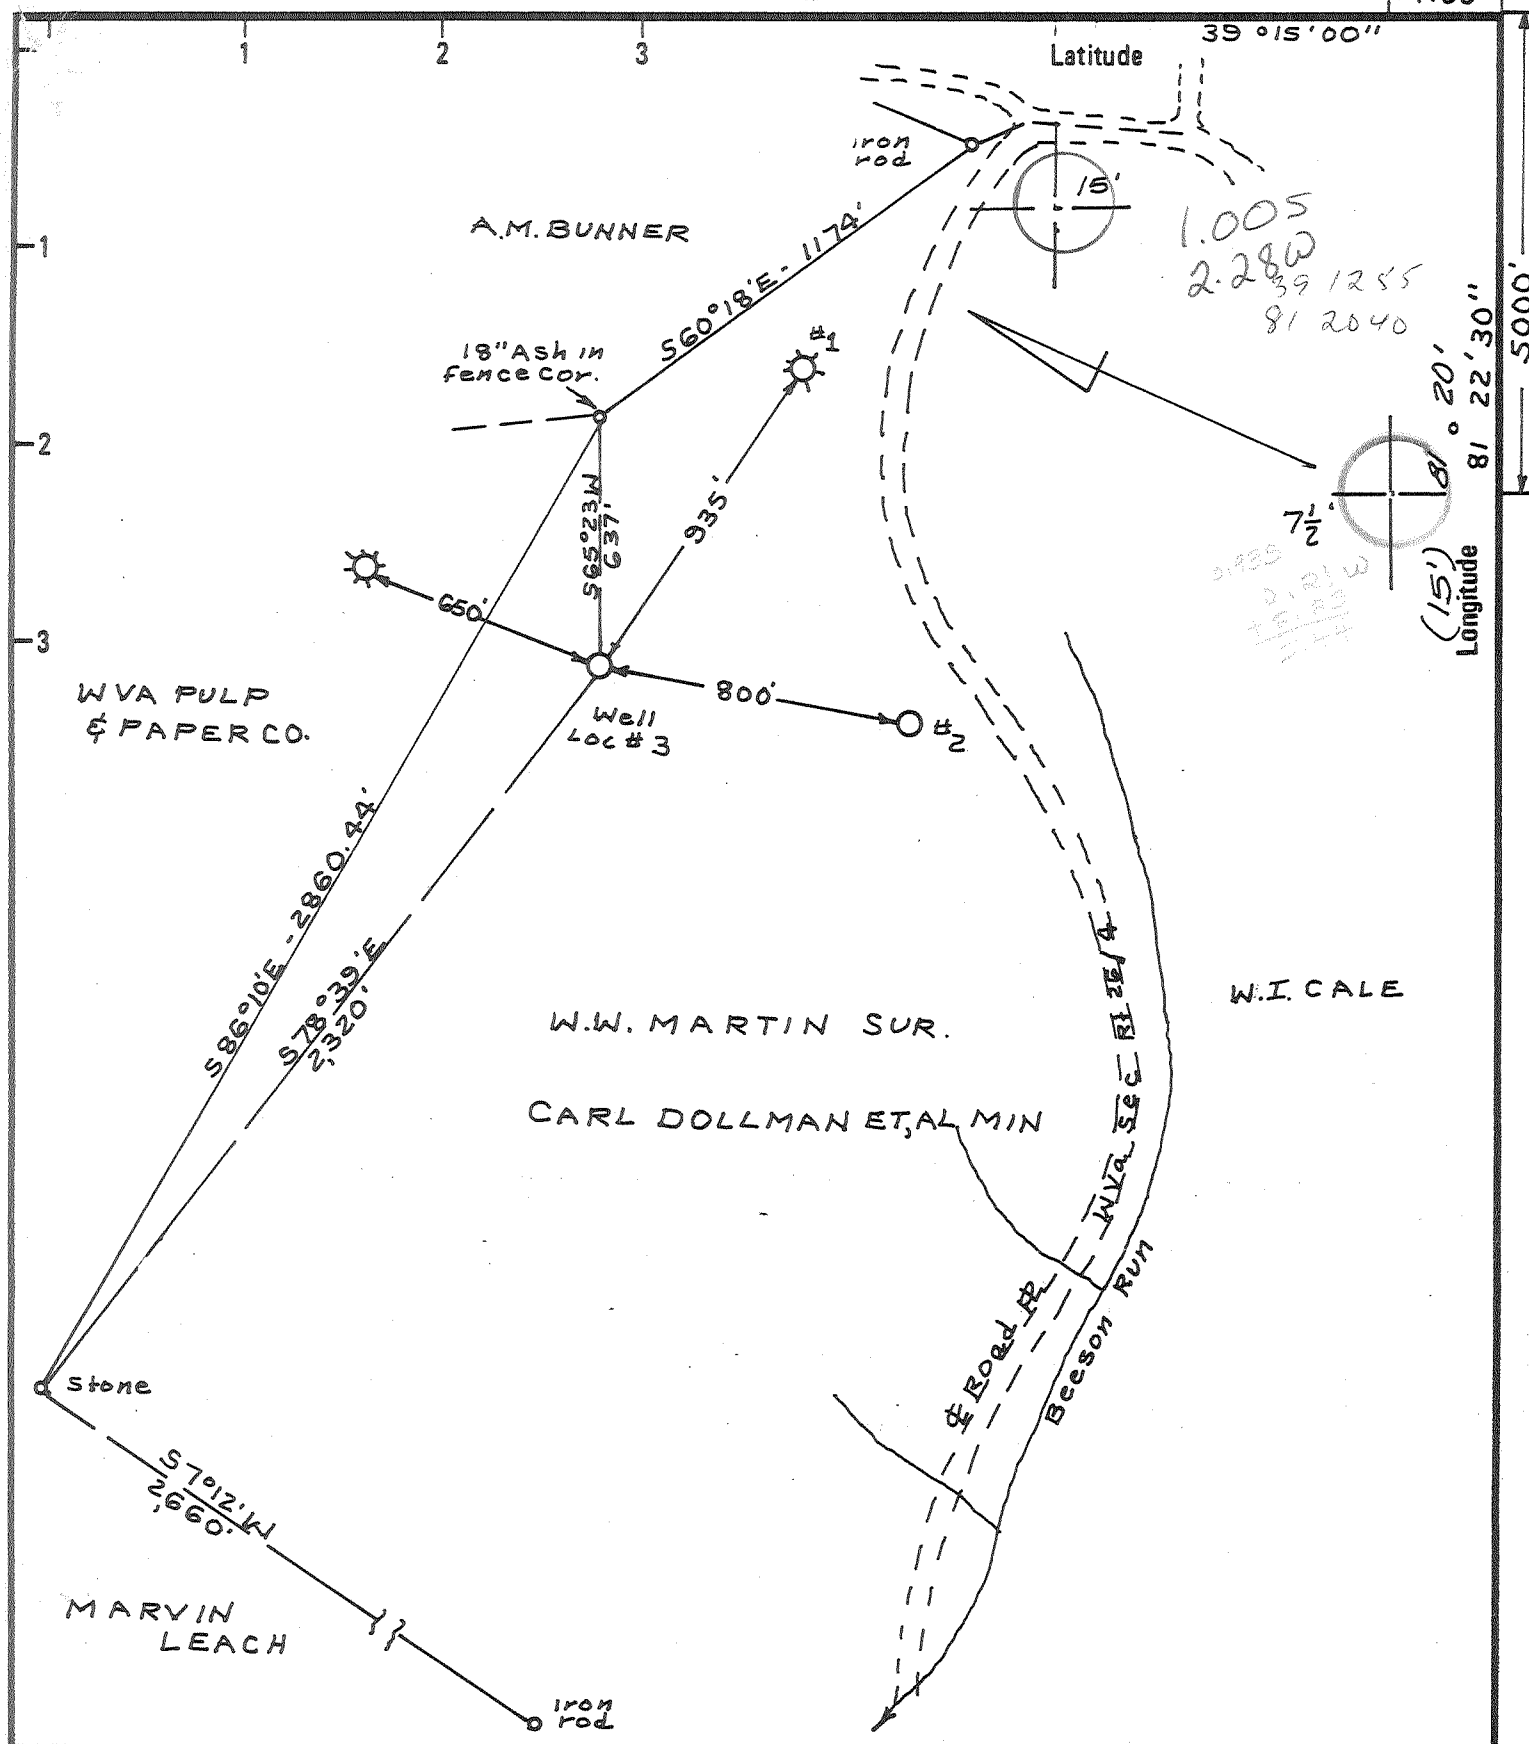 39°15'00"
1 2 3
Latitude
iron
rod
15'
1.00S
2.28W
39 1255
81 2040
A.M. BUNNER
1
S60°18'E - 1174'
18" Ash in
fence cor.
#1
5000'
81° 20'
81 22'30"
7½'
(15')
Longitude
2
S65°23W
637'
935'
650'
3
WVA PULP
& PAPER CO.
Well
Loc #3
800'
#2
S86°10'E - 2860.44'
S78°39'E
2,320'
W.W. MARTIN SUR.
W.I. CALE
CARL DOLLMAN ET,AL MIN
WVa Sec Rt 26/4
℄ Road PL
Beeson Run
Stone
S7°12'W
2,660'
MARVIN
LEACH
iron
rod